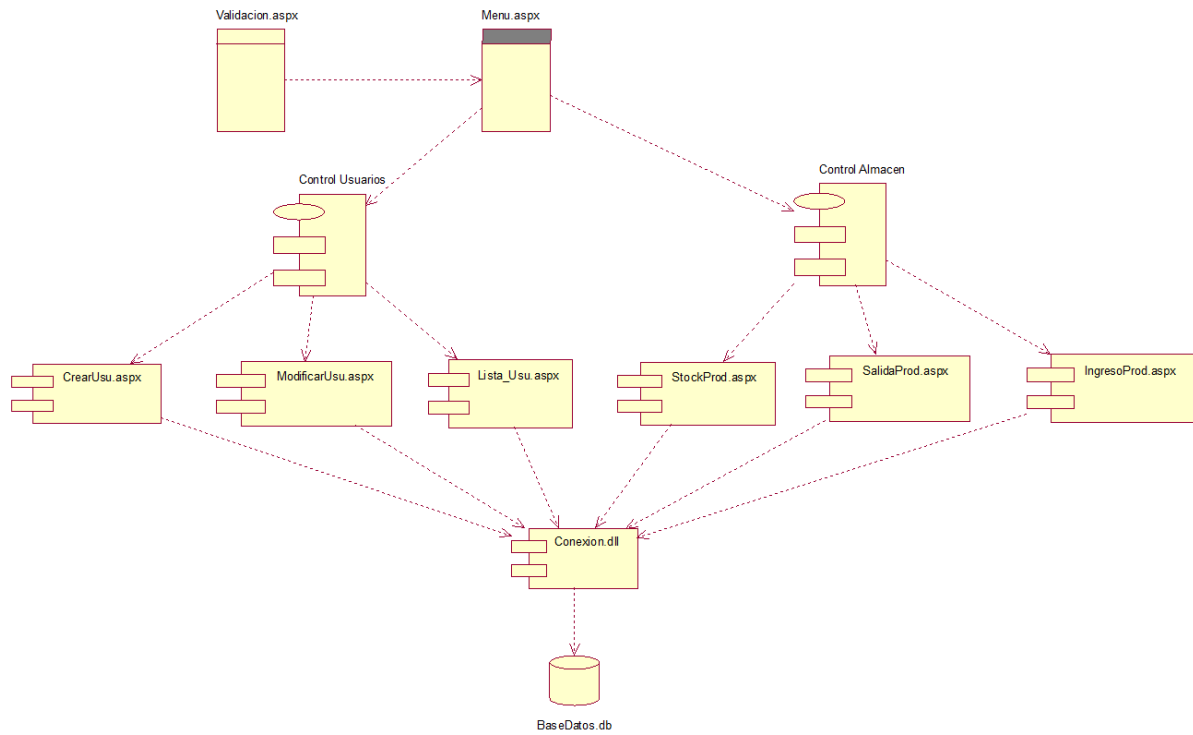 Validacion.aspx
Menu.aspx
Control Usuarios
Control Almacen
CrearUsu.aspx
ModificarUsu.aspx
Lista_Usu.aspx
StockProd.aspx
SalidaProd.aspx
IngresoProd.aspx
Conexion.dll
BaseDatos.db